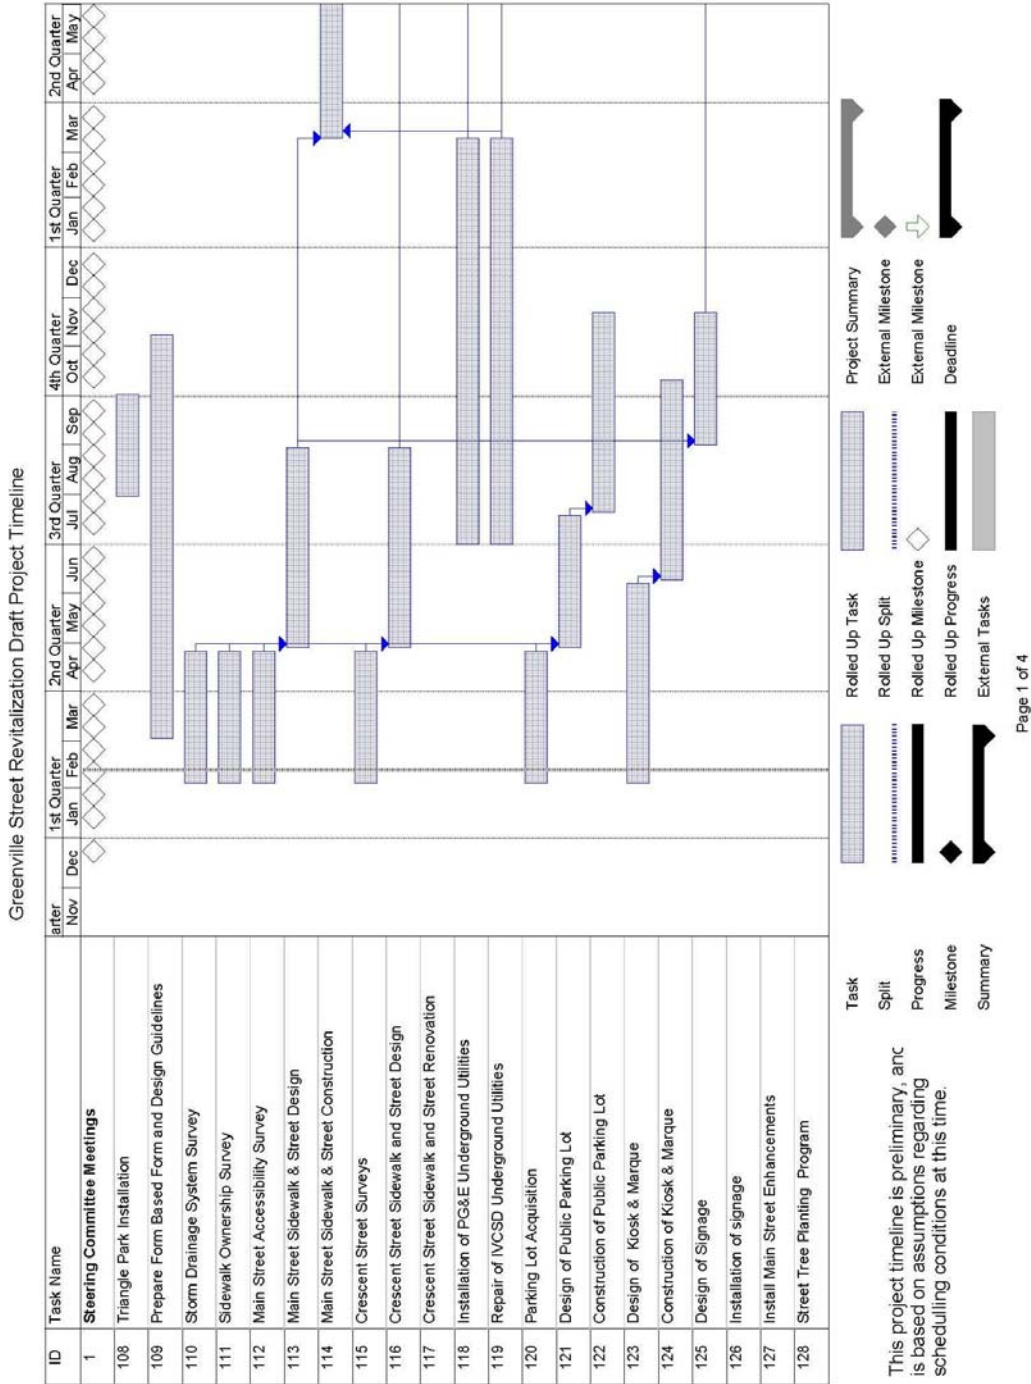 Greenville Street Revitalization Draft Project Timeline
ID Task Name arter 1st Quarter 2nd Quarter 3rd Quarter 4th Quarter 1st Quarter 2nd Quarter
Nov Dec Jan Feb Mar Apr May Jun Jul Aug Sep Oct Nov Dec Jan Feb Mar Apr May
1 Steering Committee Meetings
108 Triangle Park Installation
109 Prepare Form Based Form and Design Guidelines
110 Storm Drainage System Survey
111 Sidewalk Ownership Survey
112 Main Street Accessibility Survey
113 Main Street Sidewalk & Street Design
114 Main Street Sidewalk & Street Construction
115 Crescent Street Surveys
116 Crescent Street Sidewalk and Street Design
117 Crescent Street Sidewalk and Street Renovation
118 Installation of PG&E Underground Utilities
119 Repair of IVCSD Underground Utilities
120 Parking Lot Acquisition
121 Design of Public Parking Lot
122 Construction of Public Parking Lot
123 Design of Kiosk & Marque
124 Construction of Kiosk & Marque
125 Design of Signage
126 Installation of signage
127 Install Main Street Enhancements
128 Street Tree Planting Program
This project timeline is preliminary, anc
is based on assumptions regarding
scheduling conditions at this time.
Task
Split
Progress
Milestone
Summary
Rolled Up Task
Rolled Up Split
Rolled Up Milestone
Rolled Up Progress
External Tasks
Project Summary
External Milestone
External Milestone
Deadline
Page 1 of 4